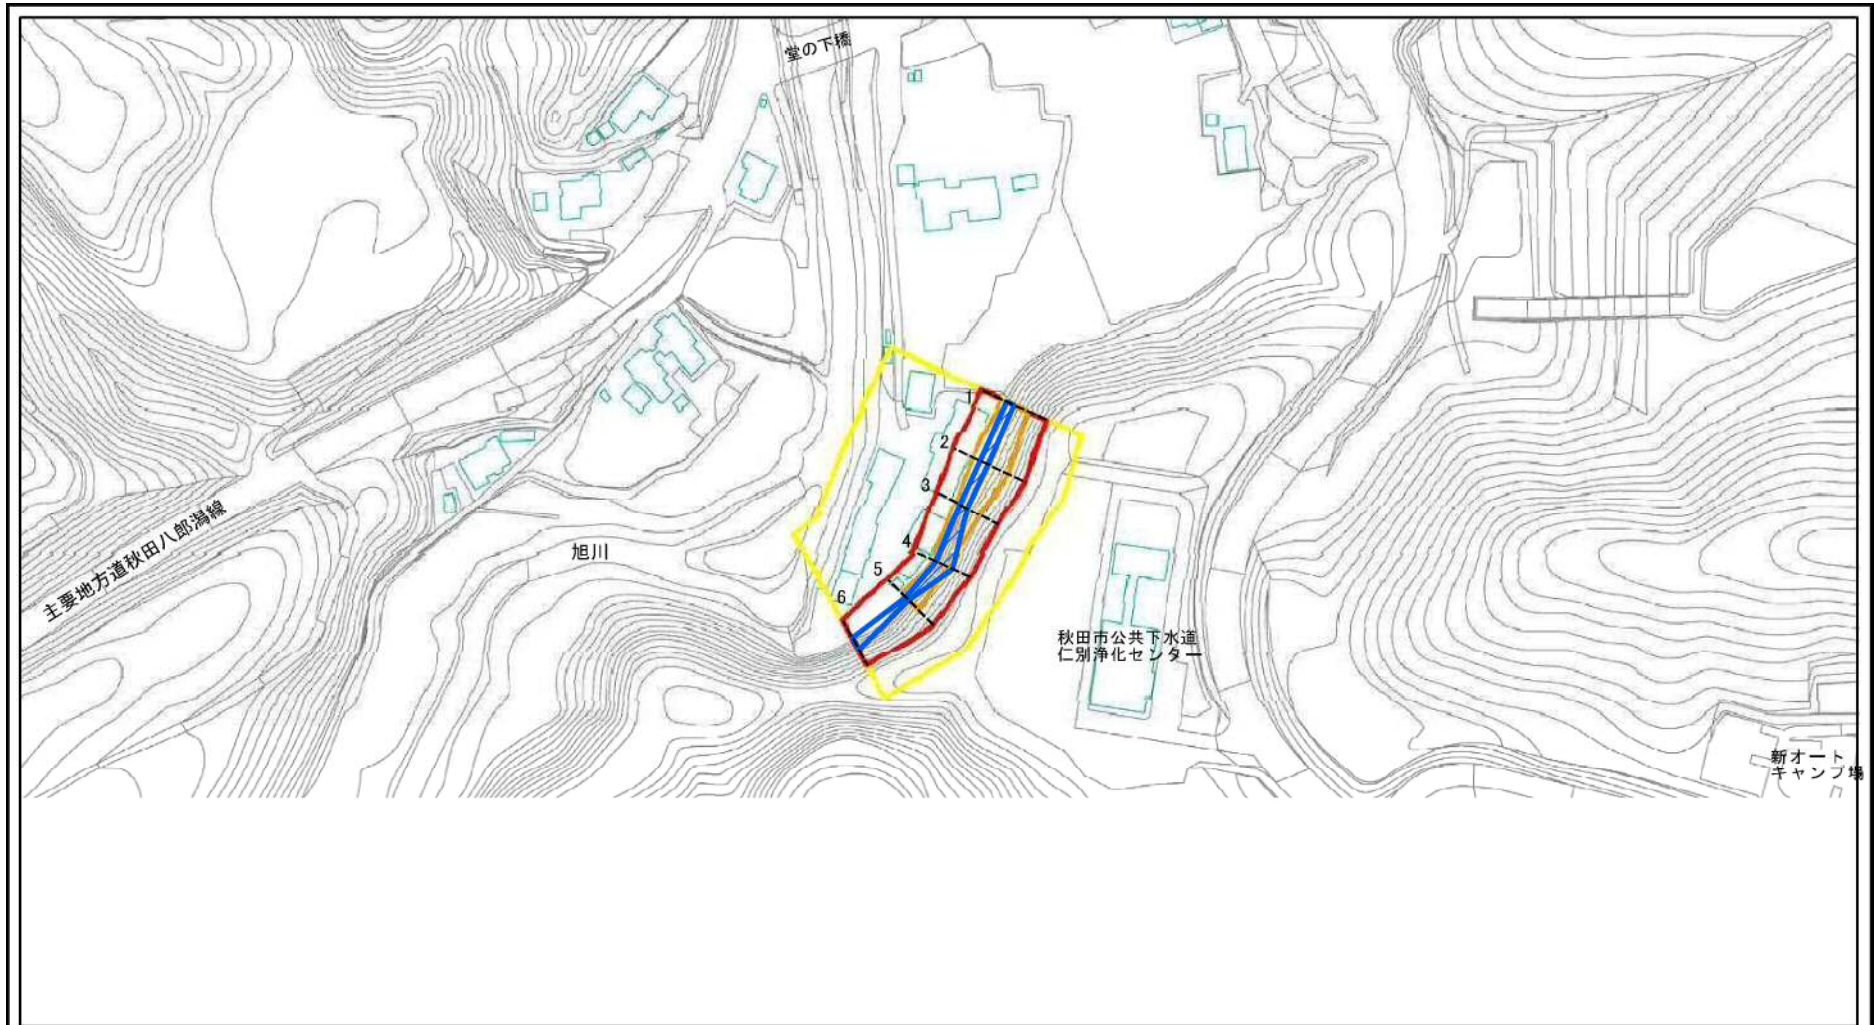 堂の下橋
1
2
3
4
5
6
主要地方道秋田八郎潟線
旭川
秋田市公共下水道
仁別浄化センター
新オート
キャンプ場